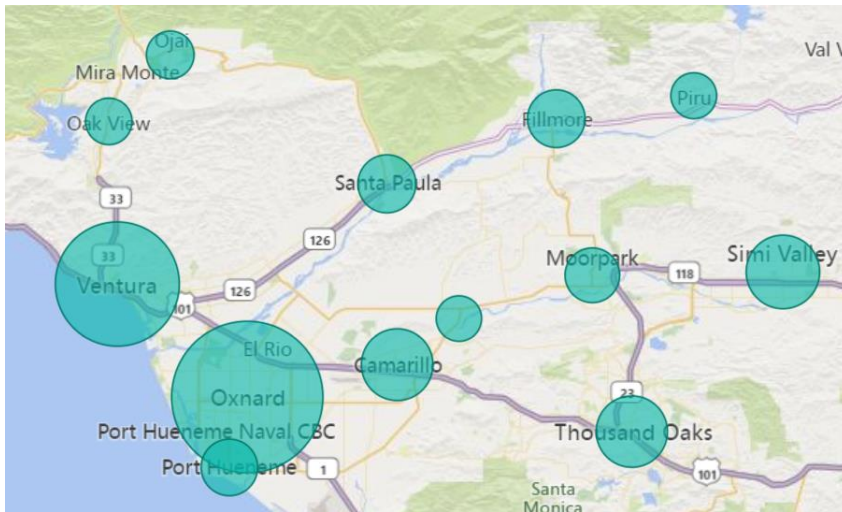 Ojai
Val V
Mira Monte
Piru
Oak View
Fillmore
Santa Paula
33
126
33
Ventura
126
101
Moorpark
Simi Valley
118
El Rio
Camarillo
Oxnard
23
Port Hueneme Naval CBC
Thousand Oaks
Port Hueneme
1
101
Santa
Monica